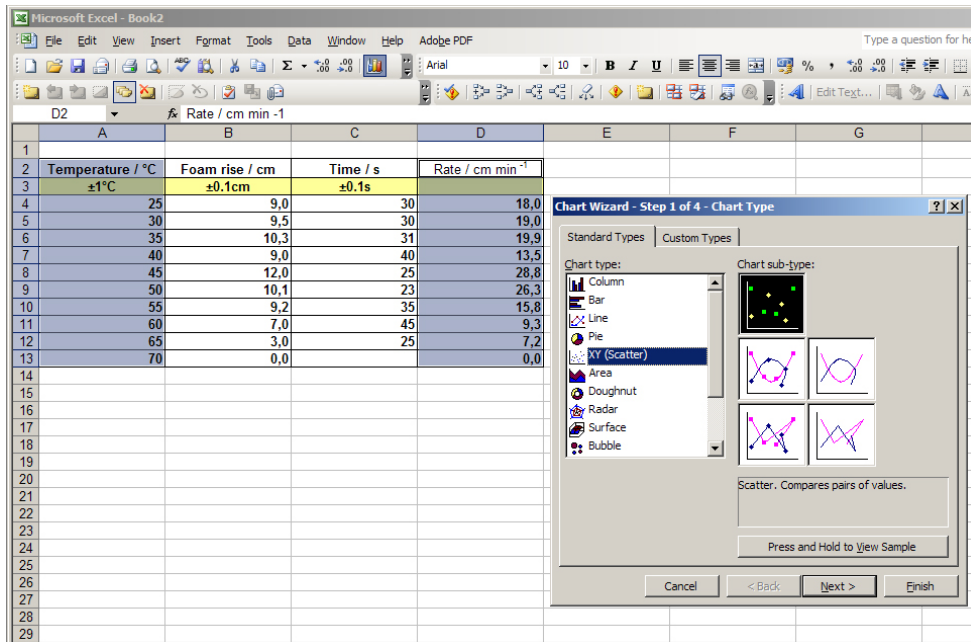 Microsoft Excel - Book2
File Edit View Insert Format Tools Data Window Help Adobe PDF Type a question for he
Arial 10 B I U % ,
Edit Text...
D2 fx Rate / cm min -1
A B C D E F G
1
2 Temperature / °C Foam rise / cm Time / s Rate / cm min -1
3 ±1°C ±0.1cm ±0.1s
4 25 9,0 30 18,0
5 30 9,5 30 19,0
6 35 10,3 31 19,9
7 40 9,0 40 13,5
8 45 12,0 25 28,8
9 50 10,1 23 26,3
10 55 9,2 35 15,8
11 60 7,0 45 9,3
12 65 3,0 25 7,2
13 70 0,0 0,0
14
15
16
17
18
19
20
21
22
23
24
25
26
27
28
29
Chart Wizard - Step 1 of 4 - Chart Type
Standard Types Custom Types
Chart type: Chart sub-type:
Column
Bar
Line
Pie
XY (Scatter)
Area
Doughnut
Radar
Surface
Bubble
Scatter. Compares pairs of values.
Press and Hold to View Sample
Cancel < Back Next > Finish